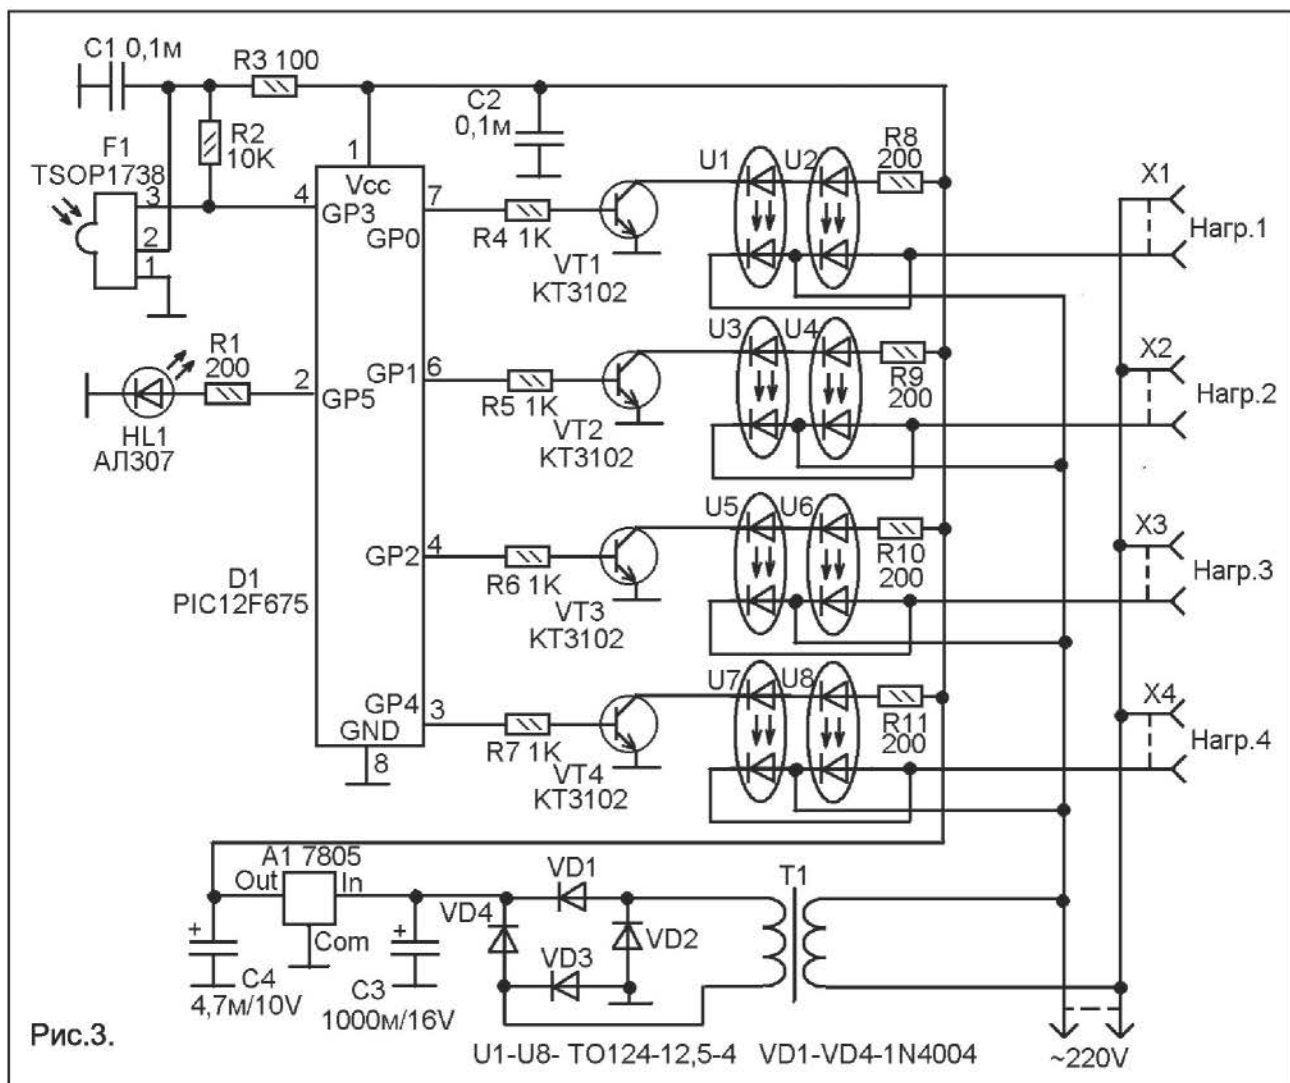 C1 0,1м
R3 100
C2
0,1м
R2
10K
F1
TSOP1738
3
2
1
1
Vcc
4
GP3
7
GP0
R4 1K
VT1
КТ3102
U1
U2
R8
200
X1
Нагр.1
R1
200
2
GP5
HL1
АЛ307
GP1
6
R5 1K
VT2
КТ3102
U3
U4
R9
200
X2
Нагр.2
D1
PIC12F675
GP2
4
R6 1K
VT3
КТ3102
U5
U6
R10
200
X3
Нагр.3
GP4
3
GND
8
R7 1K
VT4
КТ3102
U7
U8
R11
200
X4
Нагр.4
A1 7805
Out
In
Com
+
C4
4,7м/10V
+
C3
1000м/16V
VD4
VD1
VD2
VD3
T1
~220V
Рис.3.
U1-U8- ТО124-12,5-4 VD1-VD4-1N4004